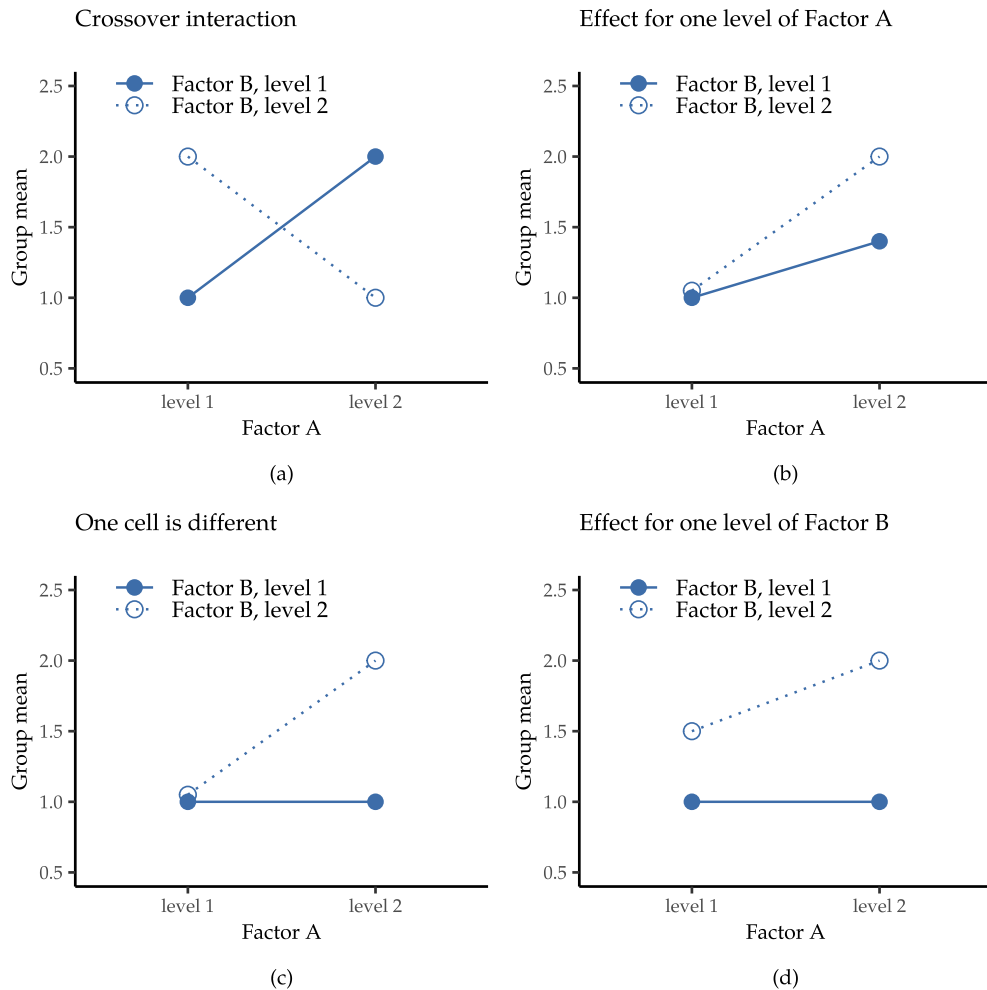 Crossover interaction
Factor B, level 1
Factor B, level 2
2.5
2.0
1.5
1.0
0.5
Group mean
level 1 level 2
Factor A
(a)
Effect for one level of Factor A
Factor B, level 1
Factor B, level 2
2.5
2.0
1.5
1.0
0.5
Group mean
level 1 level 2
Factor A
(b)
One cell is different
Factor B, level 1
Factor B, level 2
2.5
2.0
1.5
1.0
0.5
Group mean
level 1 level 2
Factor A
(c)
Effect for one level of Factor B
Factor B, level 1
Factor B, level 2
2.5
2.0
1.5
1.0
0.5
Group mean
level 1 level 2
Factor A
(d)